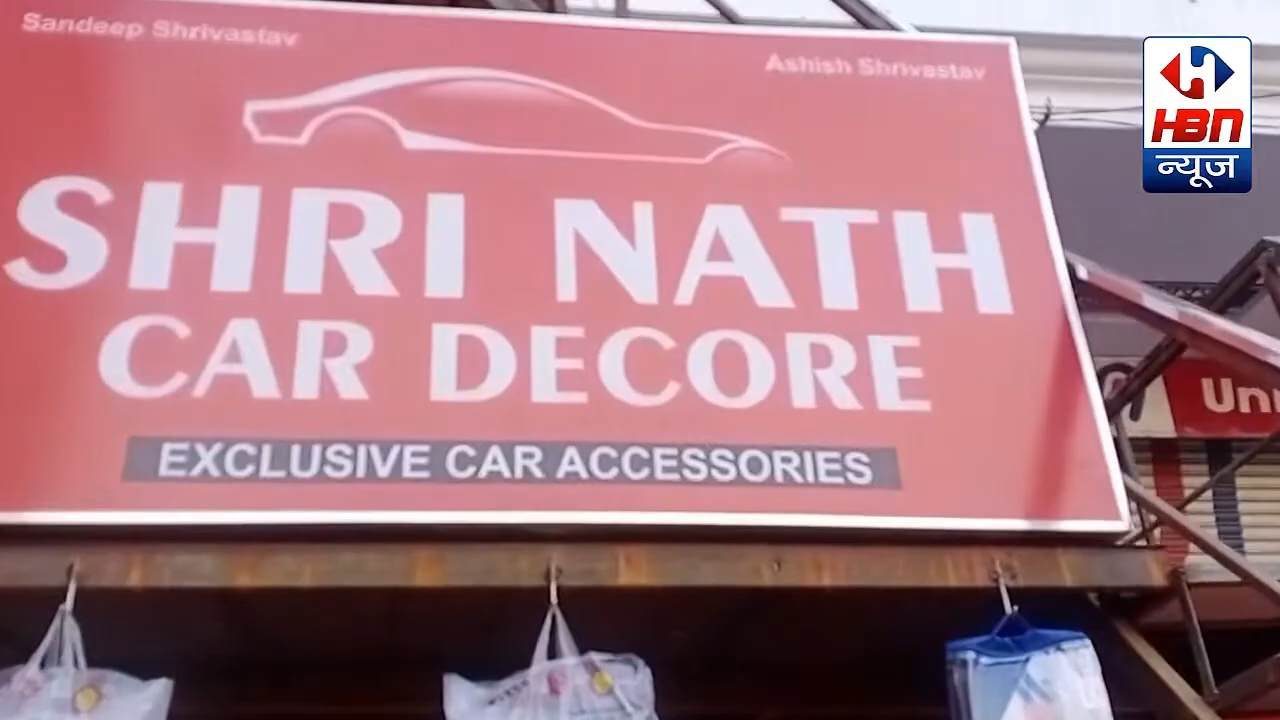 Sandeep Shrivastav
Ashish Shrivastav
SHRI NATH
CAR DECORE
EXCLUSIVE CAR ACCESSORIES
HBN
न्यूज